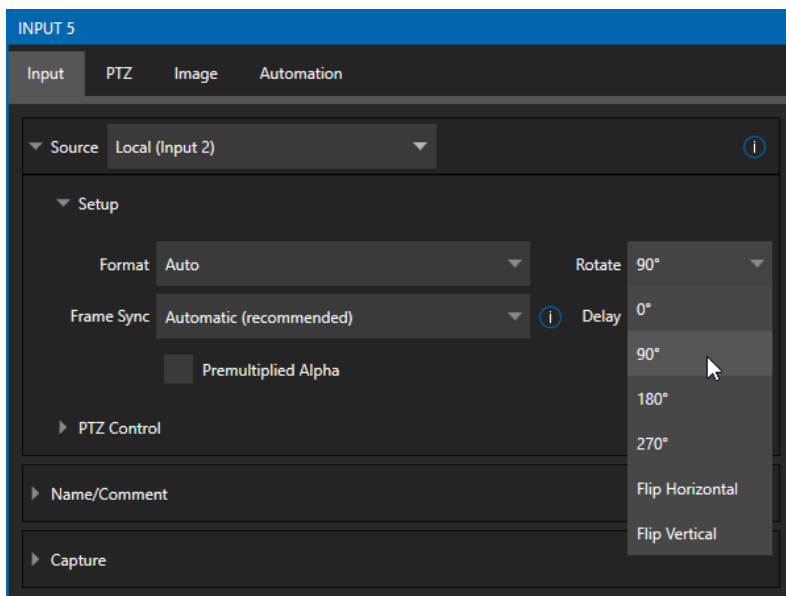 INPUT 5
Input PTZ Image Automation
Source Local (Input 2) i
Setup
Format Auto Rotate 90°
Frame Sync Automatic (recommended) i Delay 0°
90°
Premultiplied Alpha
180°
PTZ Control
270°
Name/Comment Flip Horizontal
Flip Vertical
Capture